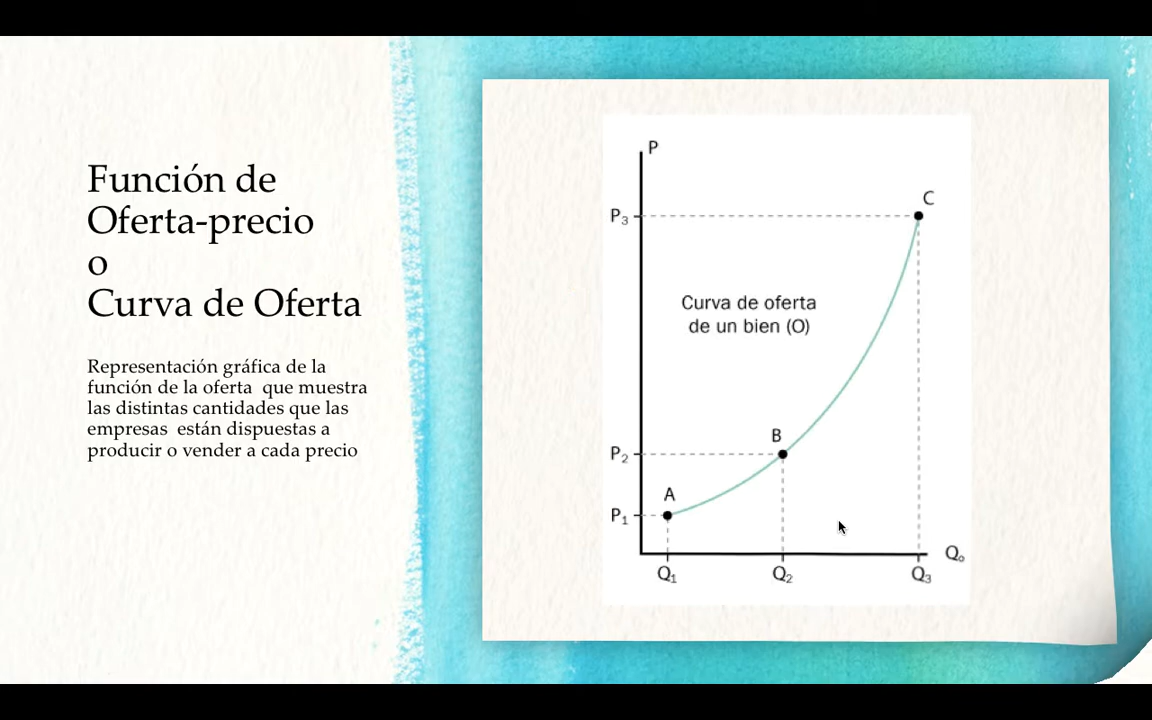 Función de
Oferta-precio
o
Curva de Oferta
Representación gráfica de la
función de la oferta que muestra
las distintas cantidades que las
empresas están dispuestas a
producir o vender a cada precio
P
C
P₃
Curva de oferta
de un bien (O)
B
P₂
A
P₁
Qₒ
Q₁ Q₂ Q₃